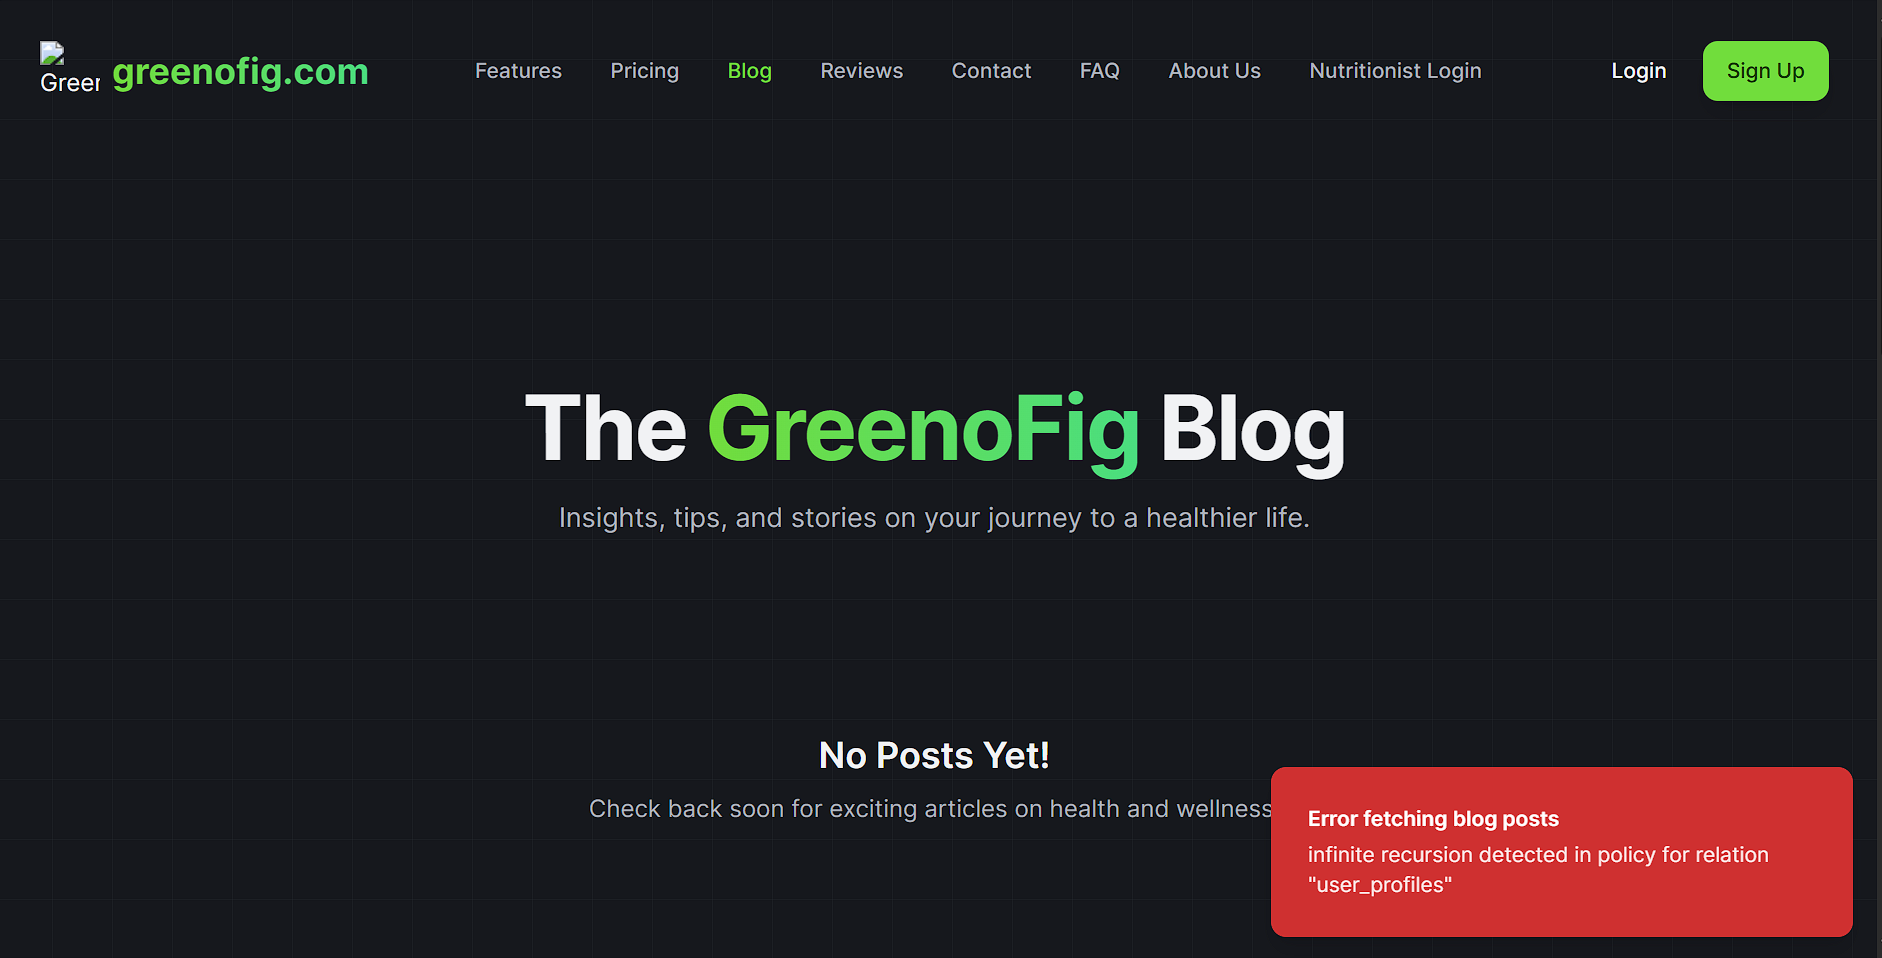 Green
greenofig.com
Features
Pricing
Blog
Reviews
Contact
FAQ
About Us
Nutritionist Login
Login
Sign Up
The GreenoFig Blog
Insights, tips, and stories on your journey to a healthier life.
No Posts Yet!
Check back soon for exciting articles on health and wellness
Error fetching blog posts
infinite recursion detected in policy for relation
"user_profiles"